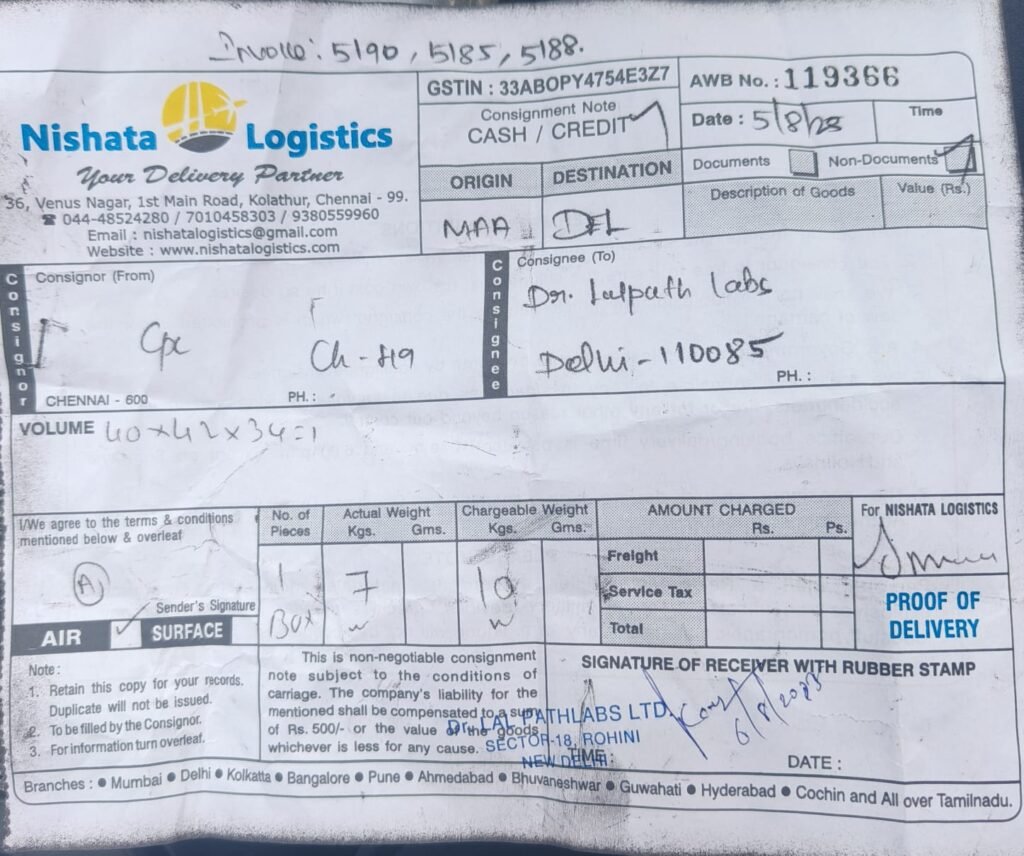 Invoice: 5190, 5185, 5188.
Nishata Logistics
Your Delivery Partner
36, Venus Nagar, 1st Main Road, Kolathur, Chennai - 99.
☎ 044-48524280 / 7010458303 / 9380559960
Email : nishatalogistics@gmail.com
Website : www.nishatalogistics.com
GSTIN : 33ABOPY4754E3Z7
Consignment Note
CASH / CREDIT
AWB No. : 119366
Date : 5/8/23 Time
ORIGIN DESTINATION
MAA DEL
Documents Non-Documents
Description of Goods Value (Rs.)
Consignor
Consignor (From)
Cpc Ch-
CHENNAI - 600 PH. :
Consignee
Consignee (To)
Dr. Lalpath Labs
Delhi-110085
PH. :
VOLUME 40×42×34=1
I/We agree to the terms & conditions
mentioned below & overleaf
A
Sender's Signature
AIR SURFACE
No. of Pieces
1
Box
Actual Weight
Kgs. Gms.
7
Chargeable Weight
Kgs. Gms.
10
AMOUNT CHARGED
Rs. Ps.
Freight
Service Tax
Total
For NISHATA LOGISTICS
PROOF OF
DELIVERY
Note :
1. Retain this copy for your records.
Duplicate will not be issued.
2. To be filled by the Consignor.
3. For information turn overleaf.
This is non-negotiable consignment
note subject to the conditions of
carriage. The company's liability for the
mentioned shall be compensated to a sum
of Rs. 500/- or the value of the goods
whichever is less for any cause.
SIGNATURE OF RECEIVER WITH RUBBER STAMP
Dr. LAL PATHLABS LTD.
SECTOR-18, ROHINI
NEW DELHI
6/8/2023
TIME : DATE :
Branches : ● Mumbai ● Delhi ● Kolkatta ● Bangalore ● Pune ● Ahmedabad ● Bhuvaneshwar ● Guwahati ● Hyderabad ● Cochin and All over Tamilnadu.